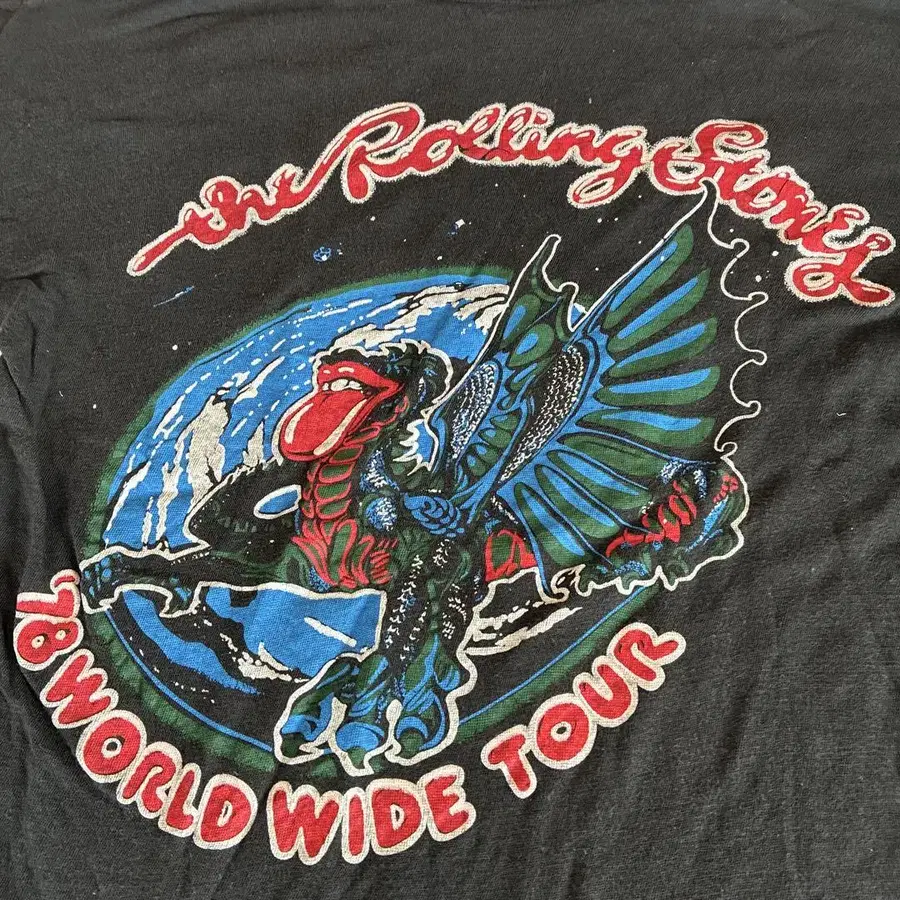 the Rolling Stones
'78 WORLD WIDE TOUR